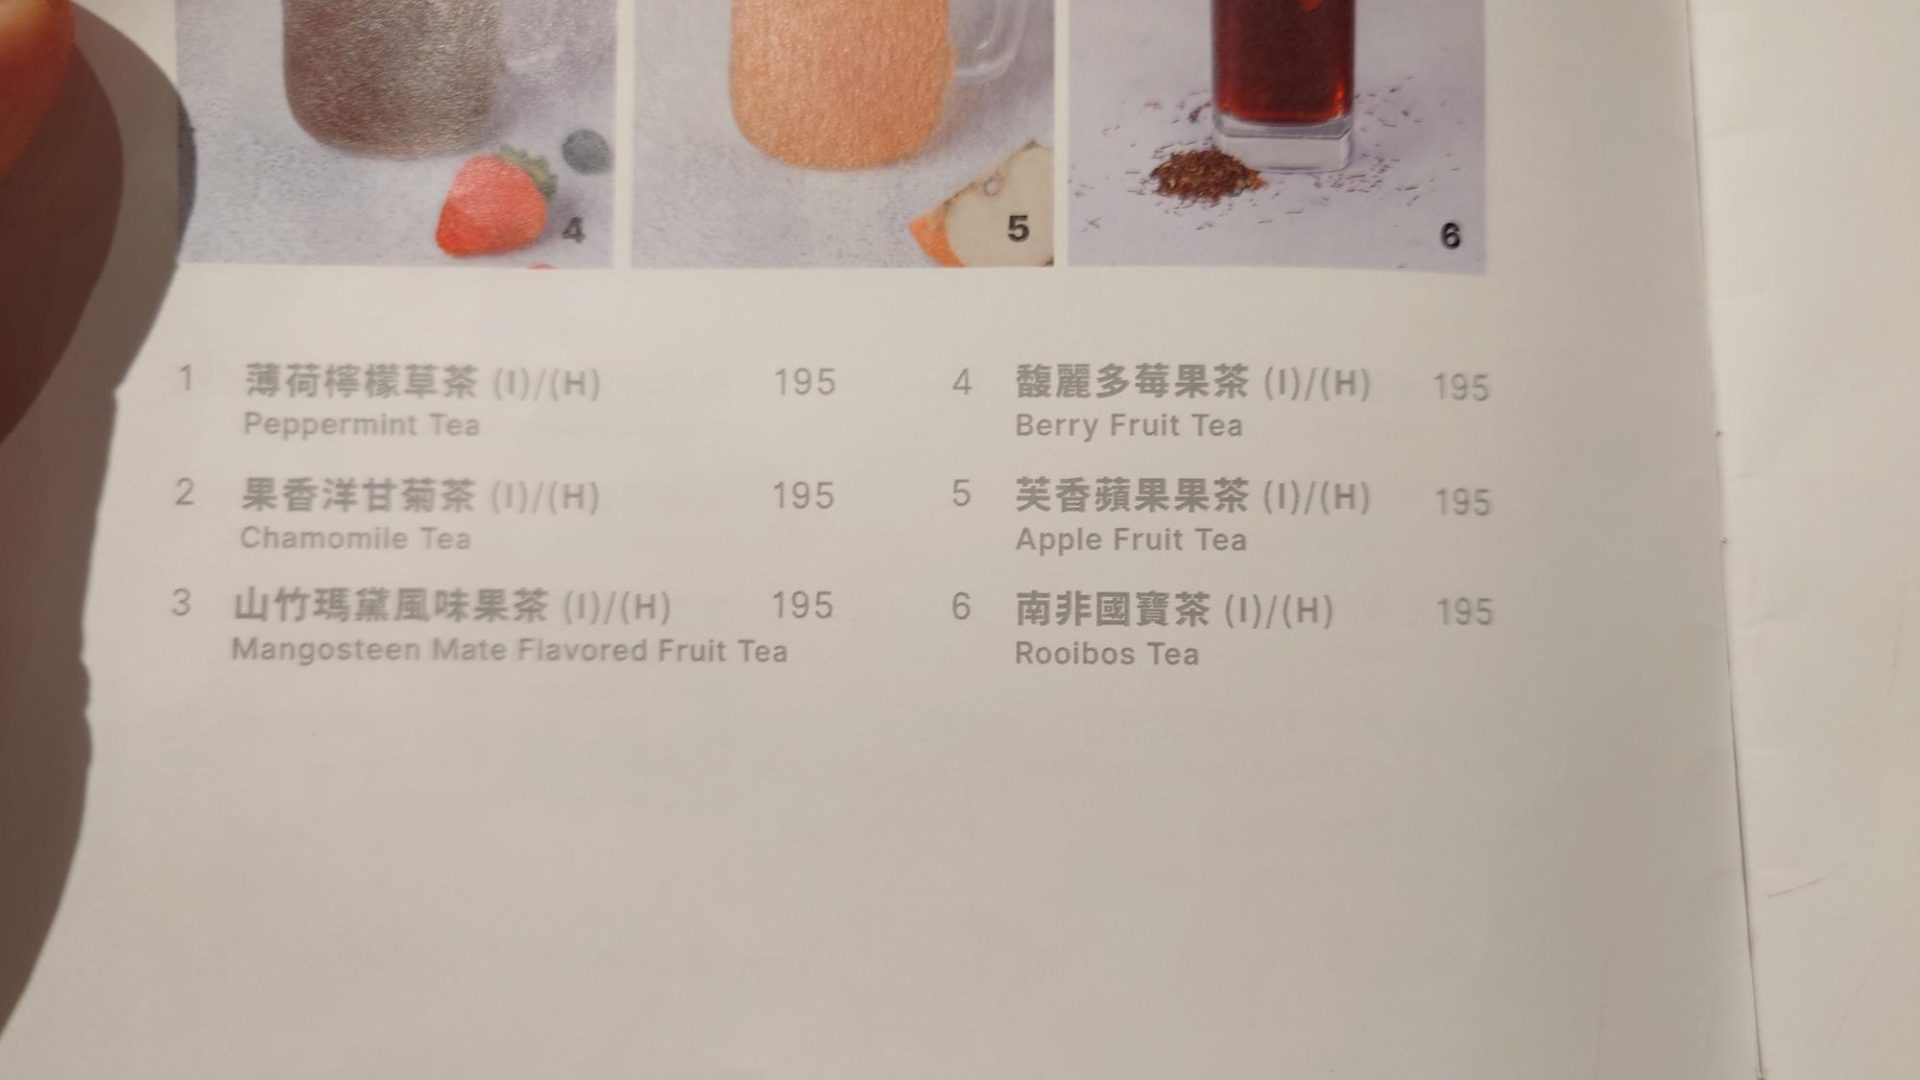 4
5
6
1 薄荷檸檬草茶 (I)/(H) 195
Peppermint Tea
2 果香洋甘菊茶 (I)/(H) 195
Chamomile Tea
3 山竹瑪黛風味果茶 (I)/(H) 195
Mangosteen Mate Flavored Fruit Tea
4 馥麗多莓果茶 (I)/(H) 195
Berry Fruit Tea
5 芙香蘋果果茶 (I)/(H) 195
Apple Fruit Tea
6 南非國寶茶 (I)/(H) 195
Rooibos Tea